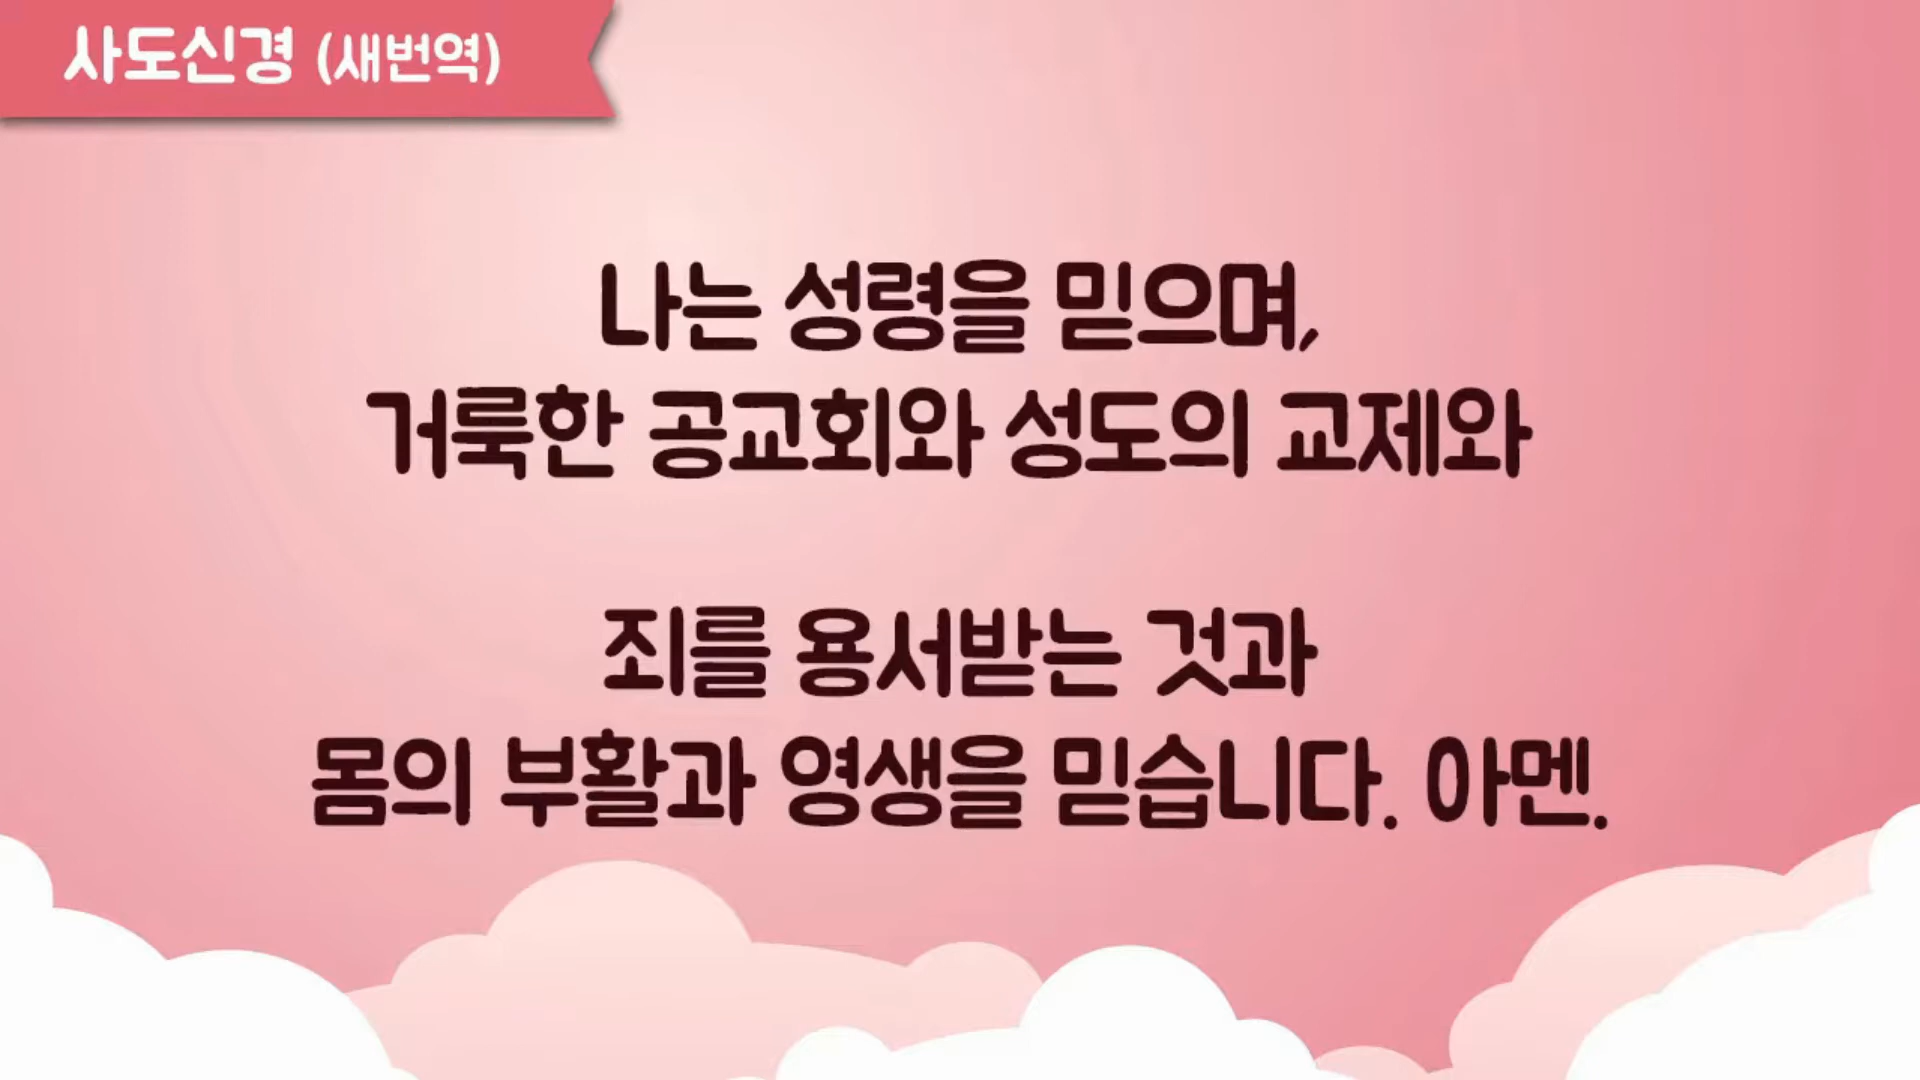 사도신경 (새번역)
나는 성령을 믿으며,
거룩한 공교회와 성도의 교제와
죄를 용서받는 것과
몸의 부활과 영생을 믿습니다. 아멘.